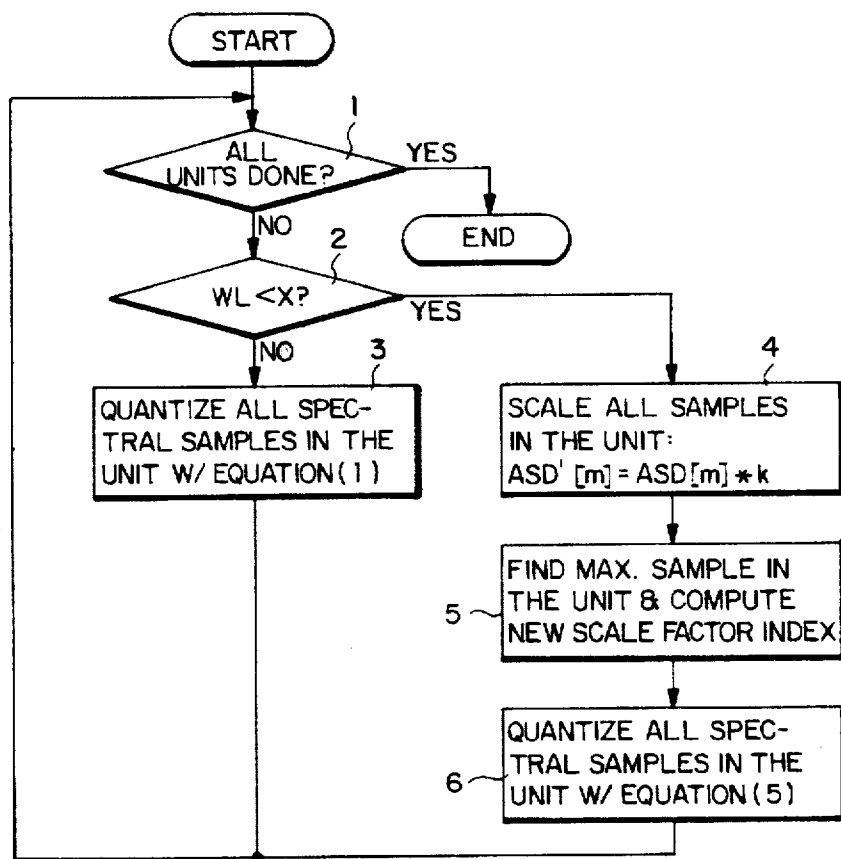 START
1
ALL
UNITS DONE?
YES
NO
END
2
WL<X?
YES
NO
3
QUANTIZE ALL SPEC-
TRAL SAMPLES IN THE
UNIT W/ EQUATION(1)
4
SCALE ALL SAMPLES
IN THE UNIT:
ASD'[m]=ASD[m]*k
5
FIND MAX. SAMPLE IN
THE UNIT & COMPUTE
NEW SCALE FACTOR INDEX
6
QUANTIZE ALL SPEC-
TRAL SAMPLES IN THE
UNIT W/ EQUATION(5)